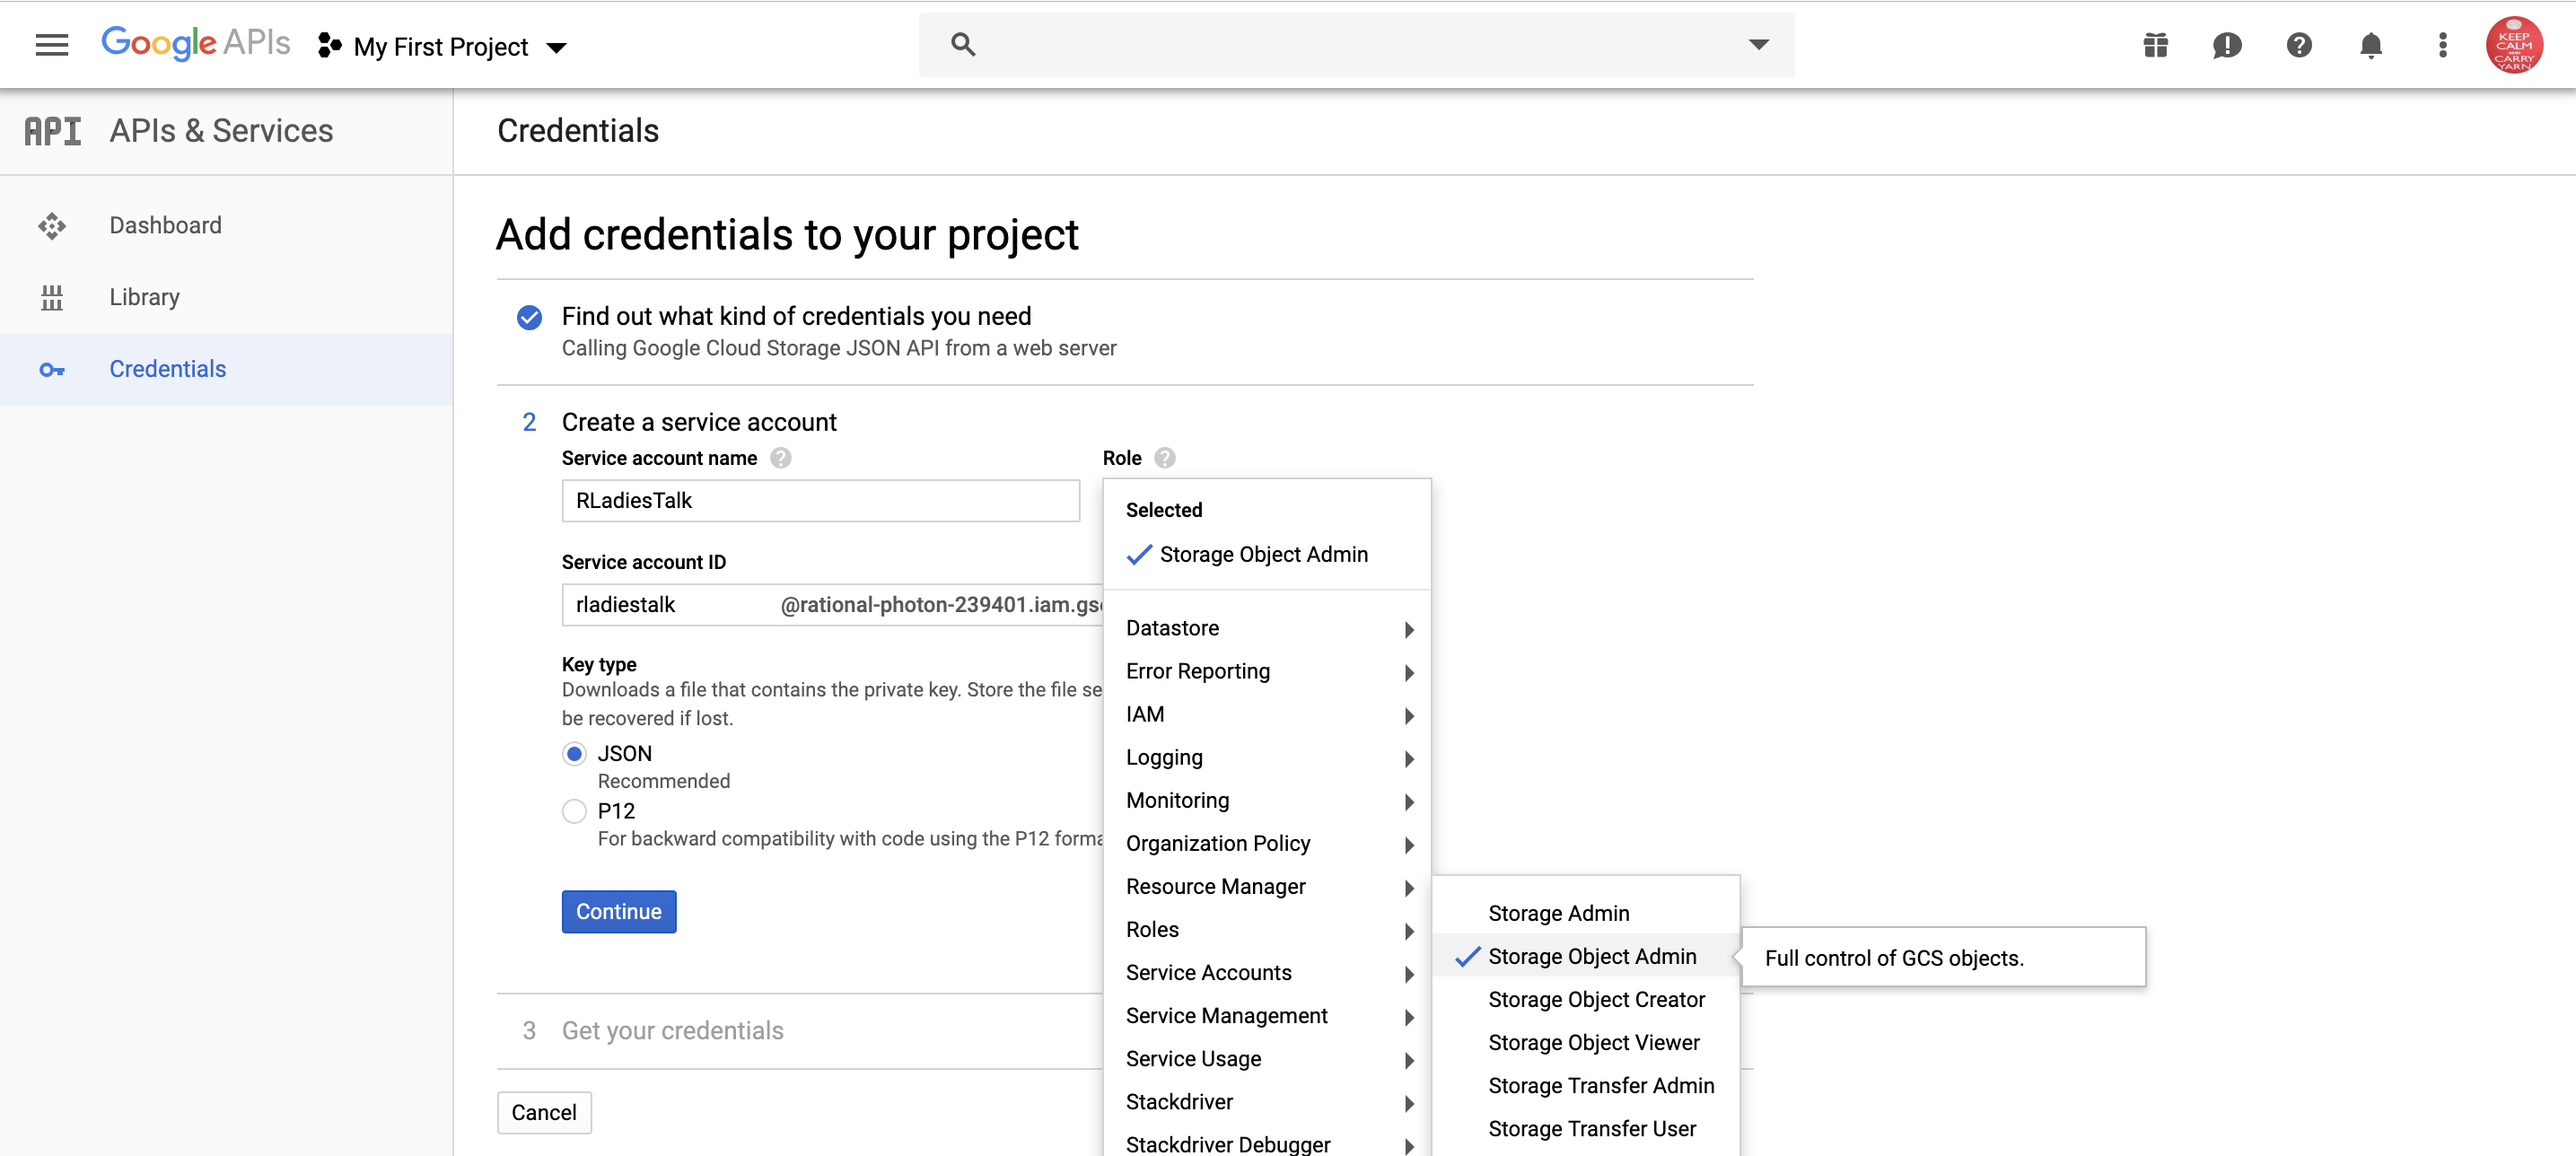 Google APIs
My First Project
KEEP
CALM
AND
CARRY
YARN
API APIs & Services
Credentials
Dashboard
Library
Credentials
Add credentials to your project
Find out what kind of credentials you need
Calling Google Cloud Storage JSON API from a web server
2 Create a service account
Service account name ?
Role ?
RLadiesTalk
Selected
Storage Object Admin
Service account ID
rladiestalk @rational-photon-239401.iam.gs
Key type
Downloads a file that contains the private key. Store the file se
be recovered if lost.
JSON
Recommended
P12
For backward compatibility with code using the P12 forma
Continue
Datastore
Error Reporting
IAM
Logging
Monitoring
Organization Policy
Resource Manager
Roles
Service Accounts
Service Management
Service Usage
Stackdriver
Stackdriver Debugger
Storage Admin
Storage Object Admin
Full control of GCS objects.
Storage Object Creator
Storage Object Viewer
Storage Transfer Admin
Storage Transfer User
3 Get your credentials
Cancel